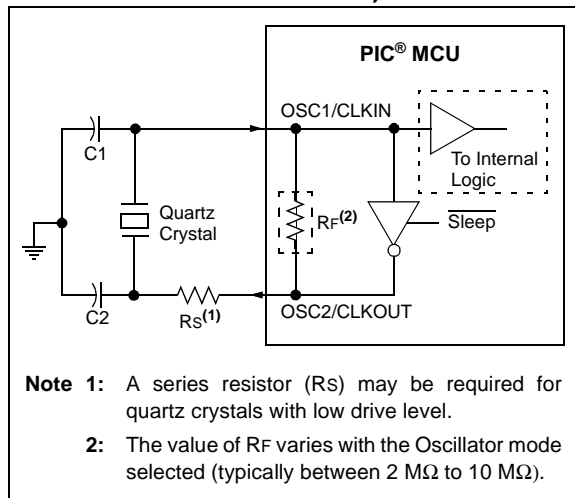 PIC® MCU
OSC1/CLKIN
C1
To Internal
Logic
Quartz
Crystal
RF(2)
Sleep
C2
RS(1)
OSC2/CLKOUT
Note 1: A series resistor (RS) may be required for
quartz crystals with low drive level.
2: The value of RF varies with the Oscillator mode
selected (typically between 2 MΩ to 10 MΩ).